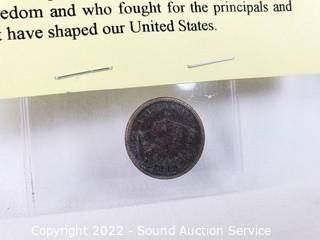 edom and who fought for the principals and
t have shaped our United States.
Copyright 2022 - Sound Auction Service